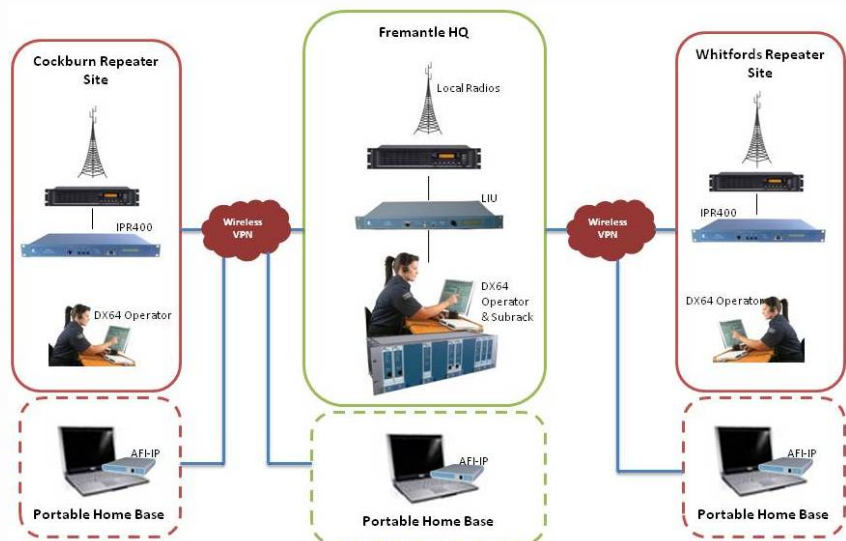 Cockburn Repeater
Site
IPR400
DX64 Operator
AFI-IP
Portable Home Base
Wireless
VPN
Fremantle HQ
Local Radios
LIU
DX64
Operator
& Subrack
AFI-IP
Portable Home Base
Wireless
VPN
Whitfords Repeater
Site
IPR400
DX64 Operator
AFI-IP
Portable Home Base